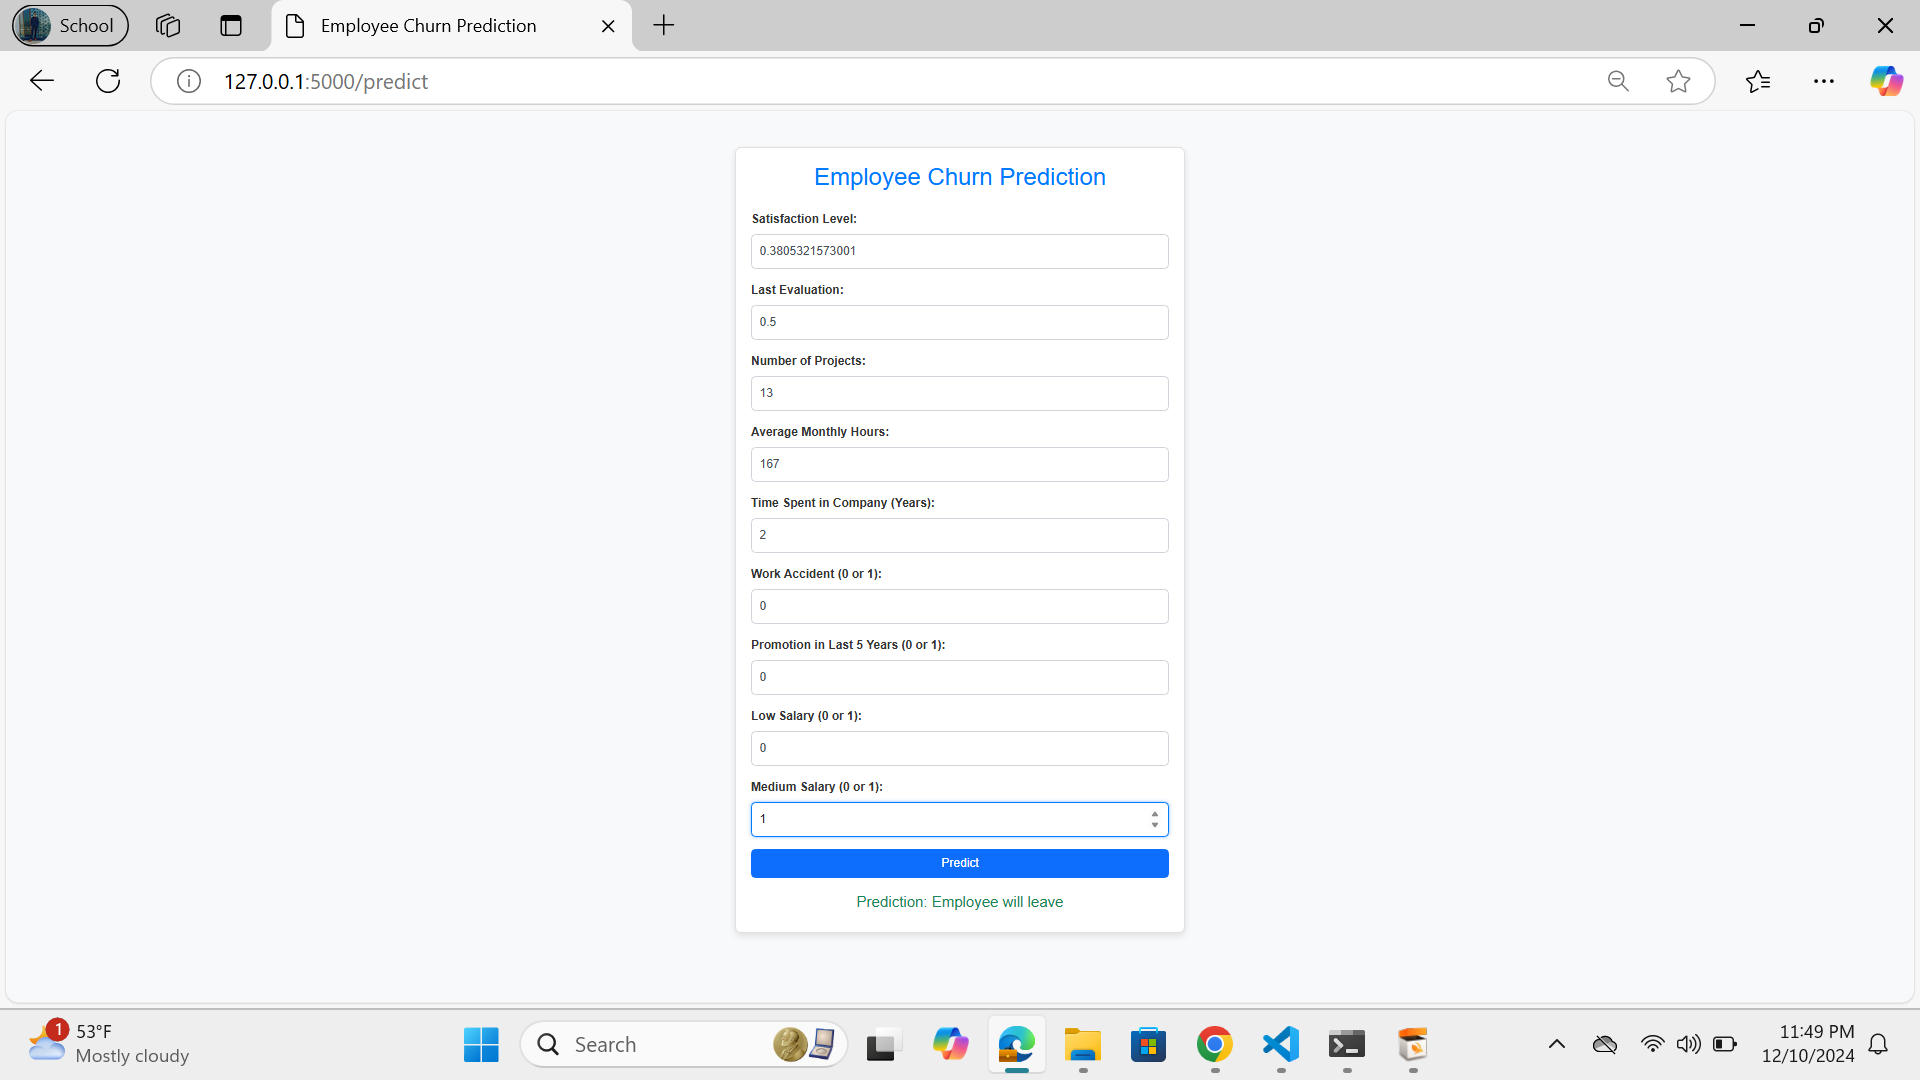 School
Employee Churn Prediction
127.0.0.1:5000/predict
Employee Churn Prediction
Satisfaction Level:
0.3805321573001
Last Evaluation:
0.5
Number of Projects:
13
Average Monthly Hours:
167
Time Spent in Company (Years):
2
Work Accident (0 or 1):
0
Promotion in Last 5 Years (0 or 1):
0
Low Salary (0 or 1):
0
Medium Salary (0 or 1):
1
Predict
Prediction: Employee will leave
1
53°F
Mostly cloudy
Search
11:49 PM
12/10/2024